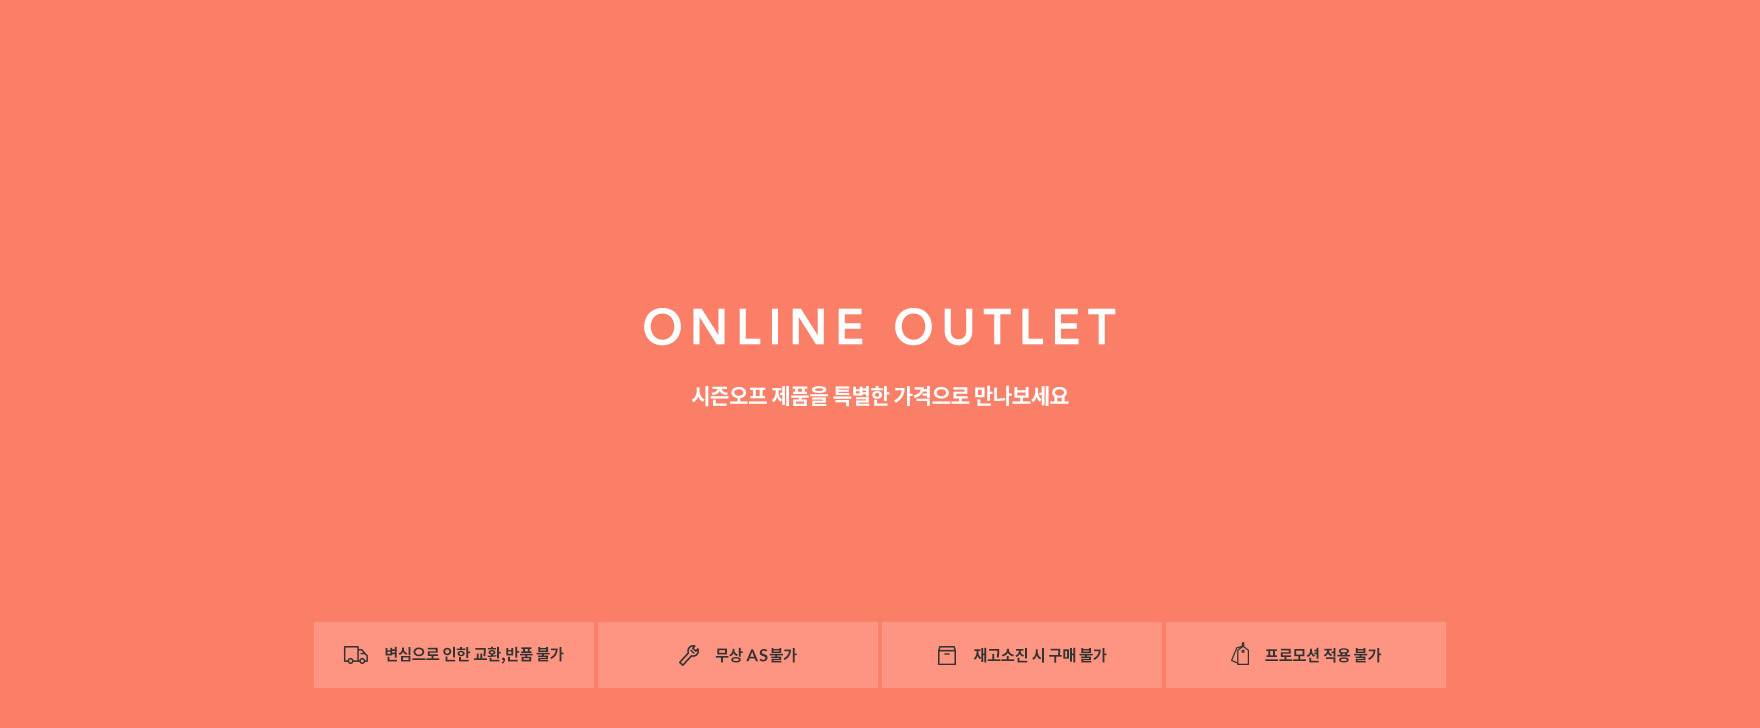 ONLINE OUTLET
시즌오프 제품을 특별한 가격으로 만나보세요
변심으로 인한 교환,반품 불가
무상 AS불가
재고소진 시 구매 불가
프로모션 적용 불가